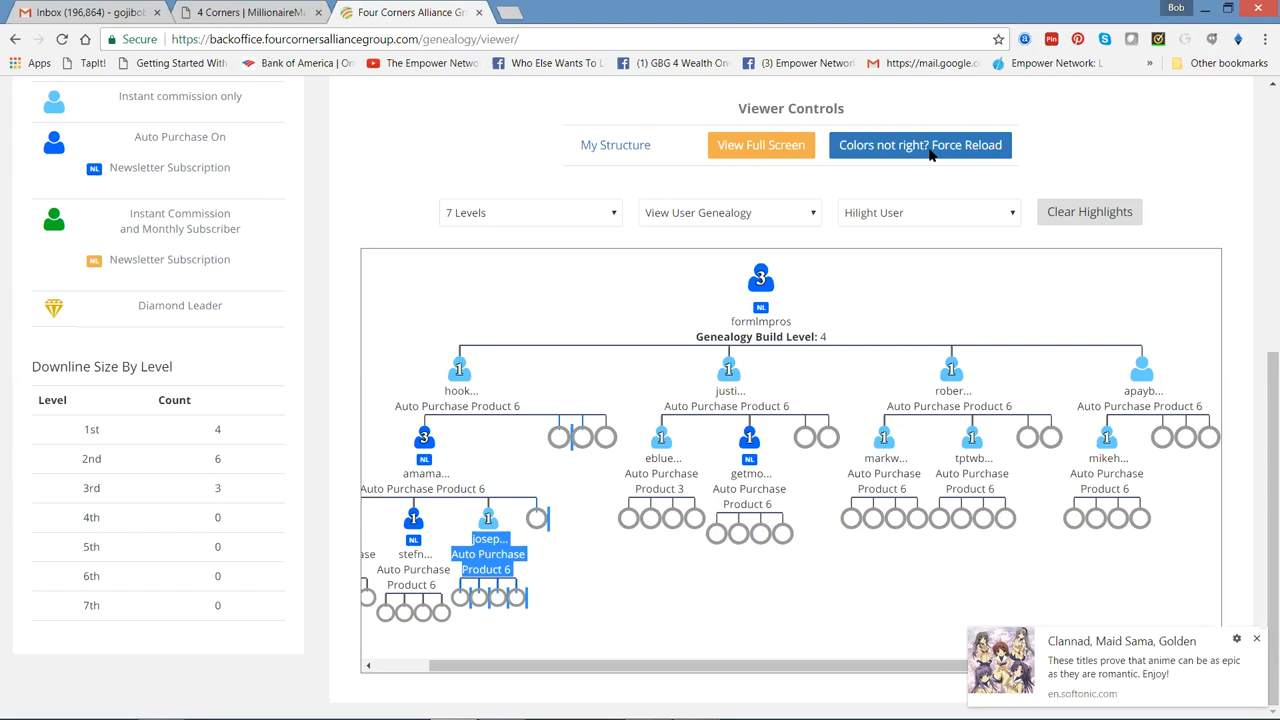 Inbox (196,864) - gojibob
4 Corners | MillionaireMa
Four Corners Alliance Gro
Bob
Secure
https://backoffice.fourcornersalliancegroup.com/genealogy/viewer/
Apps
TapIt!
Getting Started With
Bank of America | On
The Empower Netwo
Who Else Wants To L
(1) GBG 4 Wealth On
(3) Empower Networ
https://mail.google.c
Empower Network: L
»
Other bookmarks
Instant commission only
Auto Purchase On
NL Newsletter Subscription
Instant Commission
and Monthly Subscriber
NL Newsletter Subscription
Diamond Leader
Downline Size By Level
Level Count
1st 4
2nd 6
3rd 3
4th 0
5th 0
6th 0
7th 0
Viewer Controls
My Structure
View Full Screen
Colors not right? Force Reload
7 Levels
View User Genealogy
Hilight User
Clear Highlights
3
NL
formlmpros
Genealogy Build Level: 4
1 1 1
hook... justi... rober... apayb...
Auto Purchase Product 6 Auto Purchase Product 6 Auto Purchase Product 6 Auto Purchase Product 6
3 1 1 1 1 1
NL NL
amama... eblue... getmo... markw... tptwb... mikeh...
Auto Purchase Product 6
Auto Purchase
Product 3
Auto Purchase
Product 6
Auto Purchase
Product 6
Auto Purchase
Product 6
Auto Purchase
Product 6
1 1
NL
ase
stefn...
Auto Purchase
Product 6
josep...
Auto Purchase
Product 6
Clannad, Maid Sama, Golden
These titles prove that anime can be as epic
as they are romantic. Enjoy!
en.softonic.com